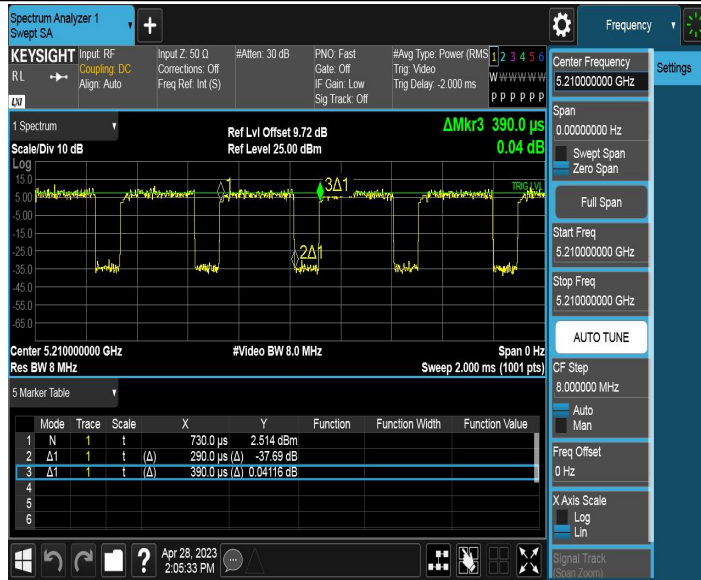 Spectrum Analyzer 1
Swept SA
+
Frequency
KEYSIGHT
RL
LXI
Input: RF
Coupling: DC
Align: Auto
Input Z: 50 Ω
Corrections: Off
Freq Ref: Int (S)
#Atten: 30 dB
PNO: Fast
Gate: Off
IF Gain: Low
Sig Track: Off
#Avg Type: Power (RMS
Trig: Video
Trig Delay: -2.000 ms
1 2 3 4 5 6
W W W W W W
P P P P P P
Center Frequency
5.210000000 GHz
Settings
Span
0.00000000 Hz
Swept Span
Zero Span
Full Span
Start Freq
5.210000000 GHz
Stop Freq
5.210000000 GHz
AUTO TUNE
CF Step
8.000000 MHz
Auto
Man
Freq Offset
0 Hz
X Axis Scale
Log
Lin
Signal Track
(Span Zoom)
1 Spectrum
Scale/Div 10 dB
Ref Lvl Offset 9.72 dB
Ref Level 25.00 dBm
ΔMkr3 390.0 µs
0.04 dB
Log
15.0
5.00
-5.00
-15.0
-25.0
-35.0
-45.0
-55.0
-65.0
1
3Δ1
2Δ1
TRIG LVL
Center 5.210000000 GHz
Res BW 8 MHz
#Video BW 8.0 MHz
Span 0 Hz
Sweep 2.000 ms (1001 pts)
5 Marker Table
Mode Trace Scale X Y Function Function Width Function Value
1 N 1 t 730.0 µs 2.514 dBm
2 Δ1 1 t (Δ) 290.0 µs (Δ) -37.69 dB
3 Δ1 1 t (Δ) 390.0 µs (Δ) 0.04116 dB
4
5
6
?
Apr 28, 2023
2:05:33 PM